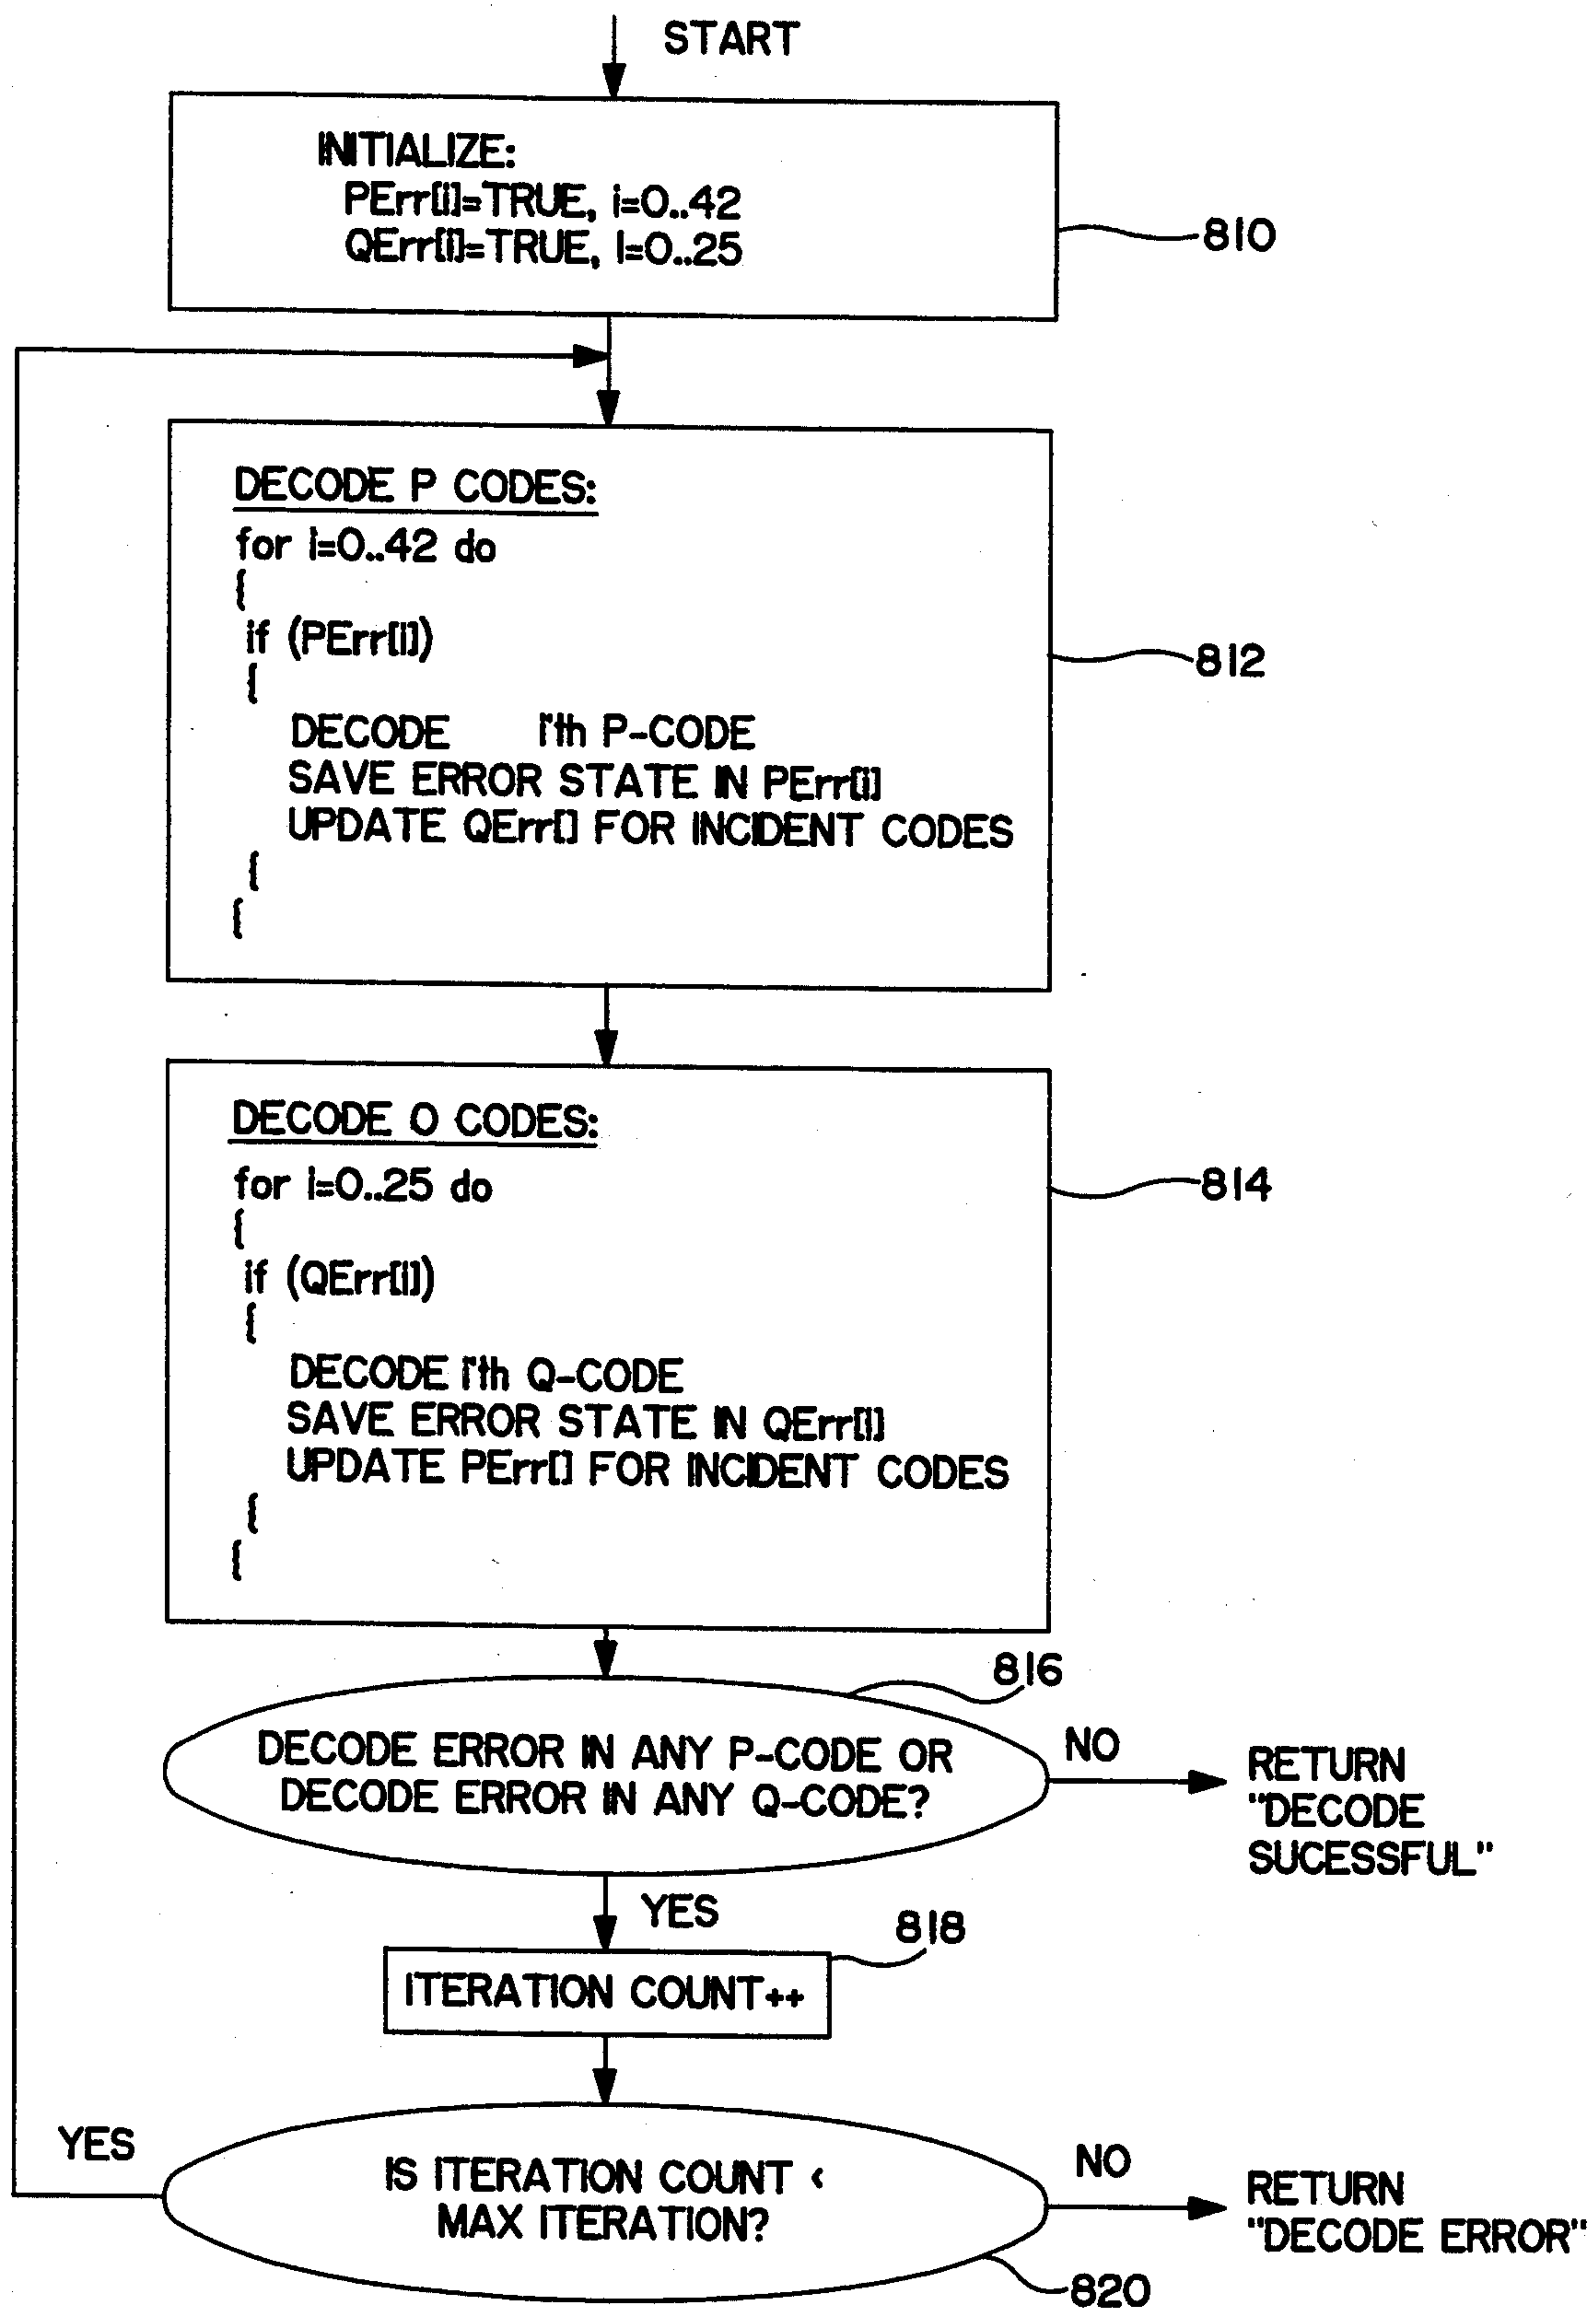 START
INITIALIZE:
PErr[i]=TRUE, i=0..42
QErr[i]=TRUE, I=0..25
810
DECODE P CODES:
for i=0..42 do
{
if (PErr[i])
{
DECODE i'th P-CODE
SAVE ERROR STATE IN PErr[i]
UPDATE QErr[] FOR INCIDENT CODES
{
{
812
DECODE O CODES:
for i=0..25 do
{
if (QErr[i])
{
DECODE i'th Q-CODE
SAVE ERROR STATE IN QErr[i]
UPDATE PErr[] FOR INCIDENT CODES
{
{
814
816
DECODE ERROR IN ANY P-CODE OR
DECODE ERROR IN ANY Q-CODE?
NO
RETURN
"DECODE
SUCESSFUL"
YES
818
ITERATION COUNT++
YES
IS ITERATION COUNT <
MAX ITERATION?
NO
RETURN
"DECODE ERROR"
820